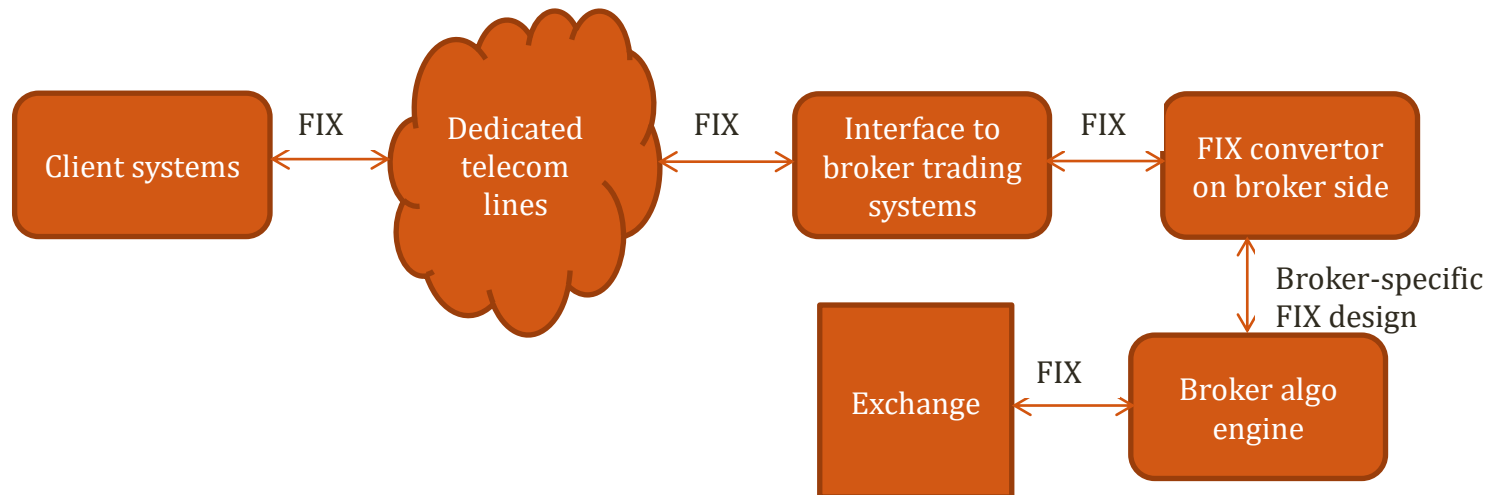 Client systems
FIX
Dedicated
telecom
lines
FIX
Interface to
broker trading
systems
FIX
FIX convertor
on broker side
Broker-specific
FIX design
Broker algo
engine
FIX
Exchange